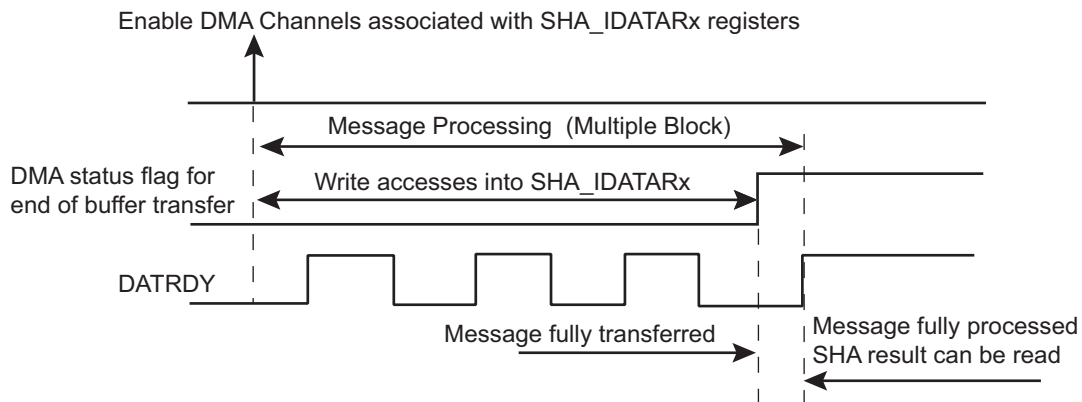 Enable DMA Channels associated with SHA_IDATARx registers
Message Processing (Multiple Block)
DMA status flag for
end of buffer transfer
Write accesses into SHA_IDATARx
DATRDY
Message fully transferred
Message fully processed
SHA result can be read